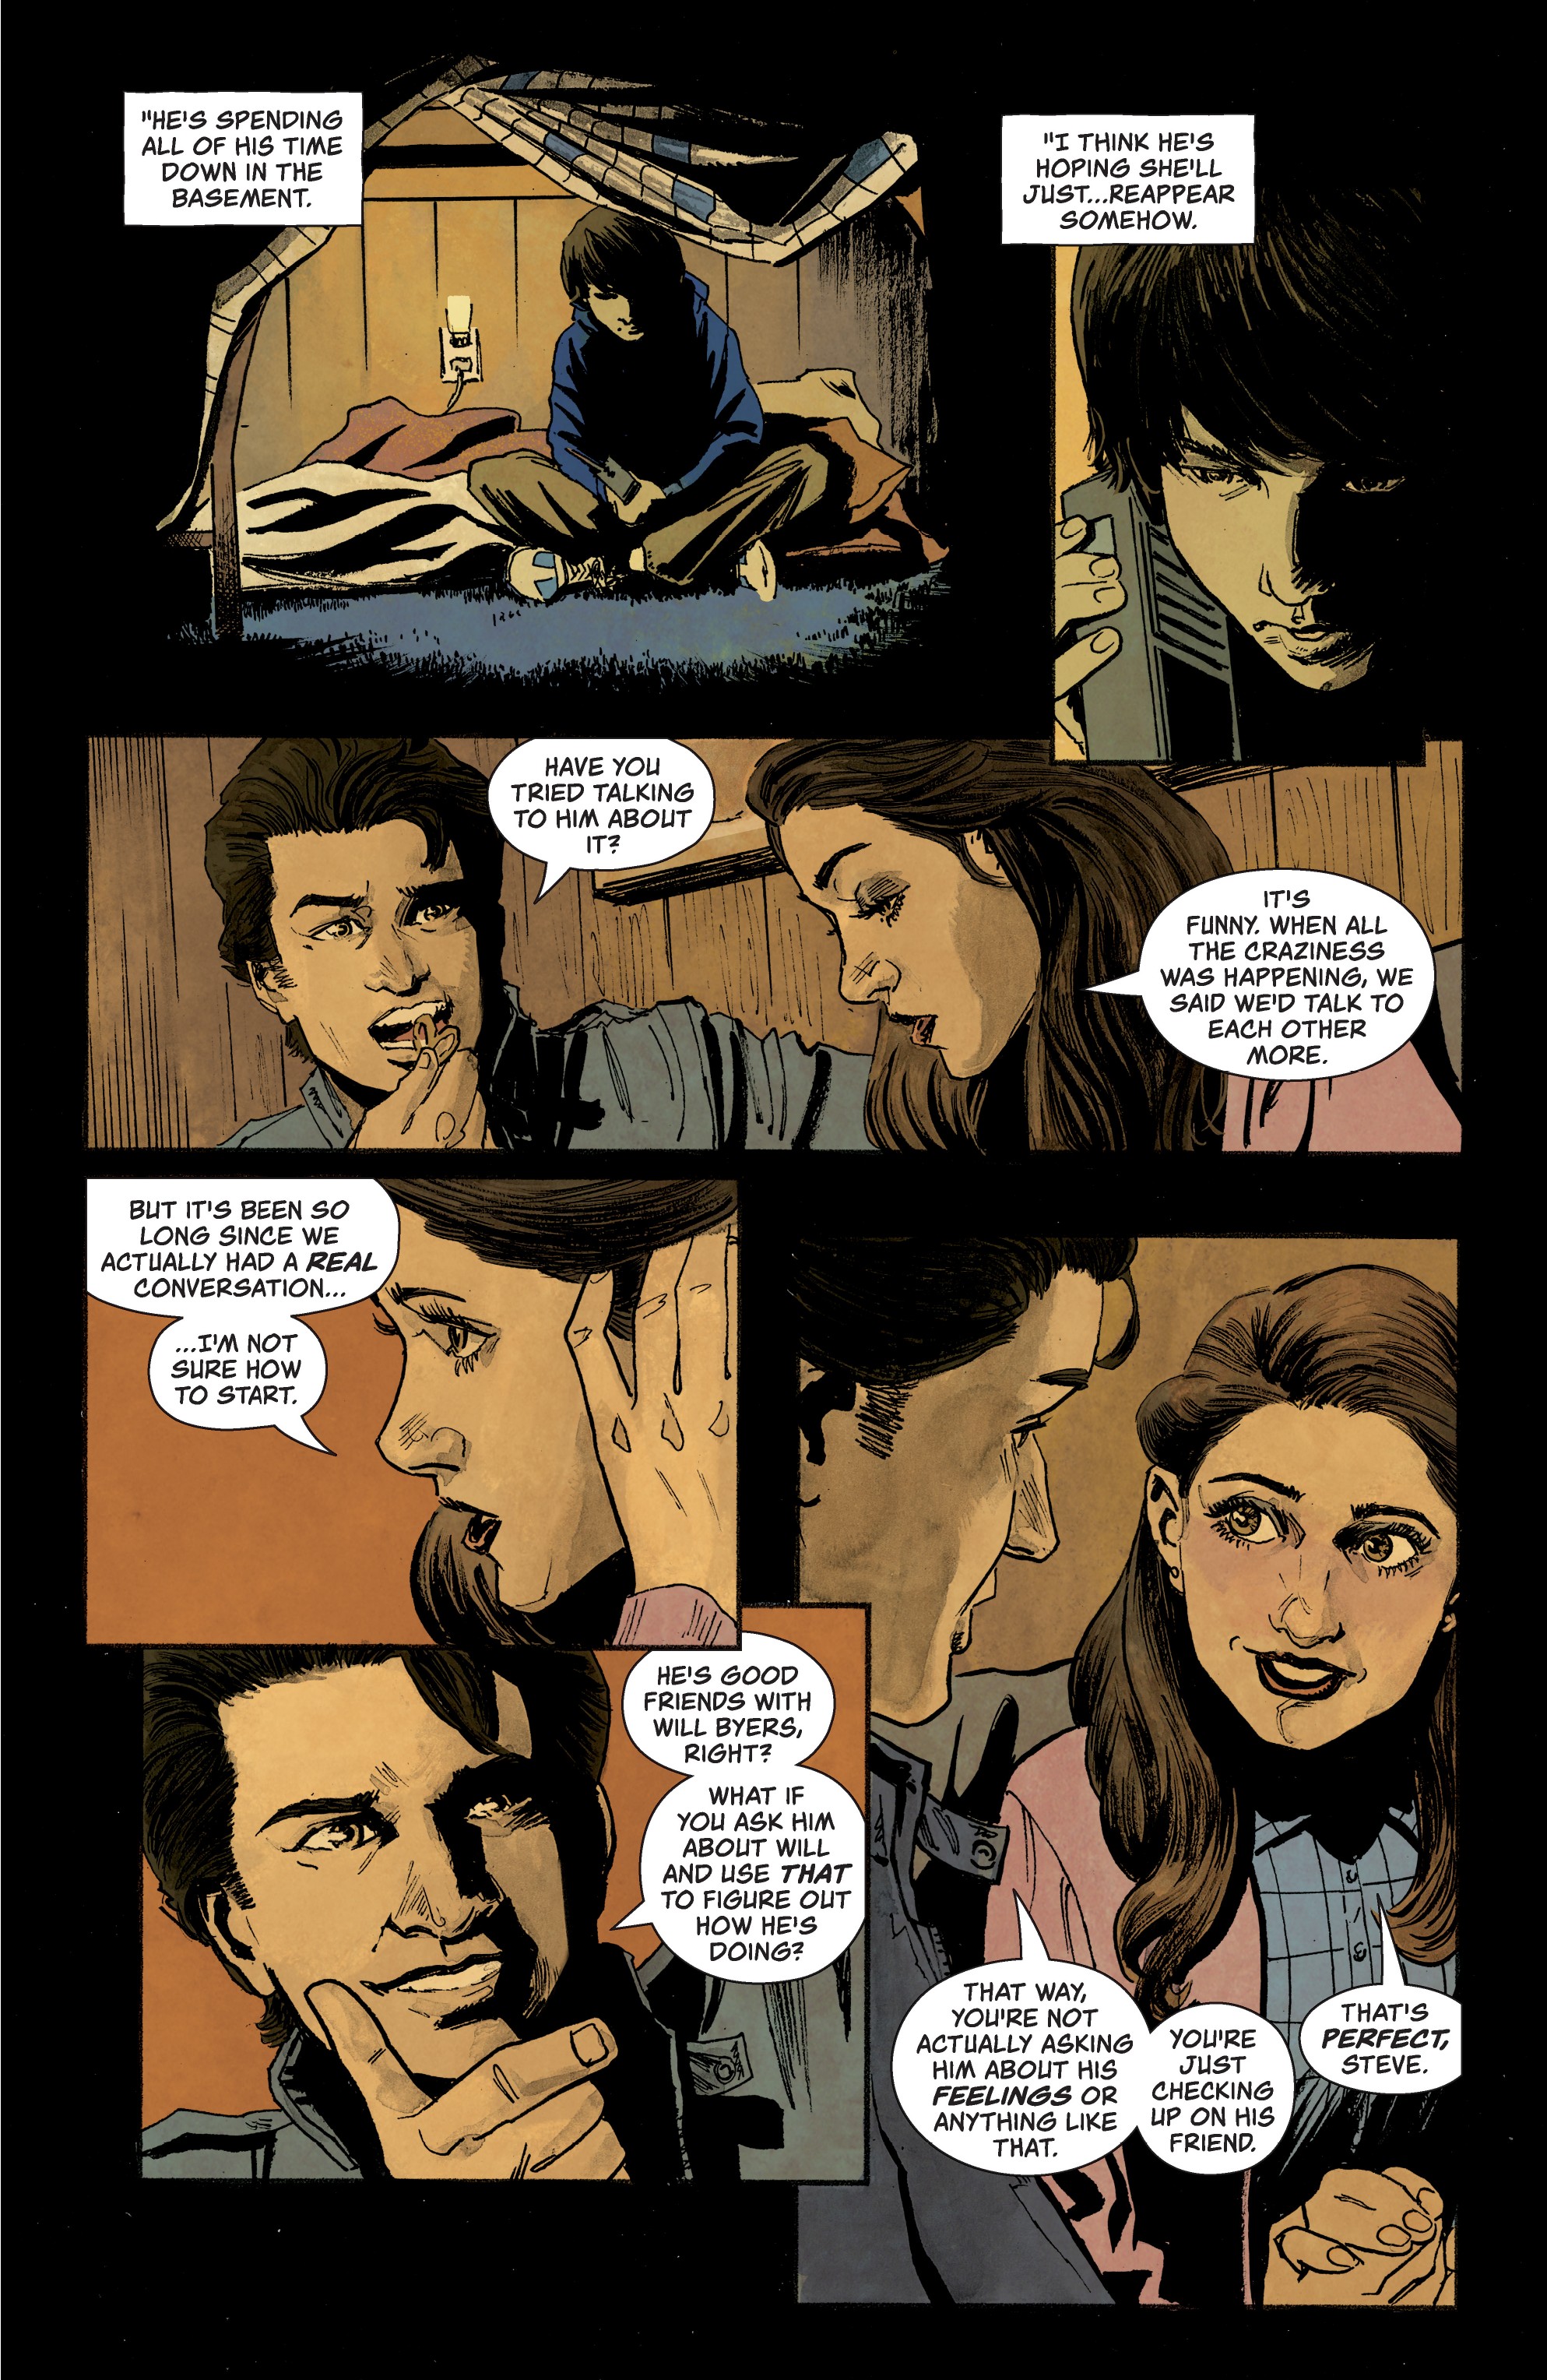 "HE'S SPENDING
ALL OF HIS TIME
DOWN IN THE
BASEMENT.
"I THINK HE'S
HOPING SHE'LL
JUST...REAPPEAR
SOMEHOW.
HAVE YOU
TRIED TALKING
TO HIM ABOUT
IT?
IT'S
FUNNY. WHEN ALL
THE CRAZINESS
WAS HAPPENING, WE
SAID WE'D TALK TO
EACH OTHER
MORE.
BUT IT'S BEEN SO
LONG SINCE WE
ACTUALLY HAD A REAL
CONVERSATION...
...I'M NOT
SURE HOW
TO START.
HE'S GOOD
FRIENDS WITH
WILL BYERS,
RIGHT?
WHAT IF
YOU ASK HIM
ABOUT WILL
AND USE THAT
TO FIGURE OUT
HOW HE'S
DOING?
THAT WAY,
YOU'RE NOT
ACTUALLY ASKING
HIM ABOUT HIS
FEELINGS OR
ANYTHING LIKE
THAT.
YOU'RE
JUST
CHECKING
UP ON HIS
FRIEND.
THAT'S
PERFECT,
STEVE.